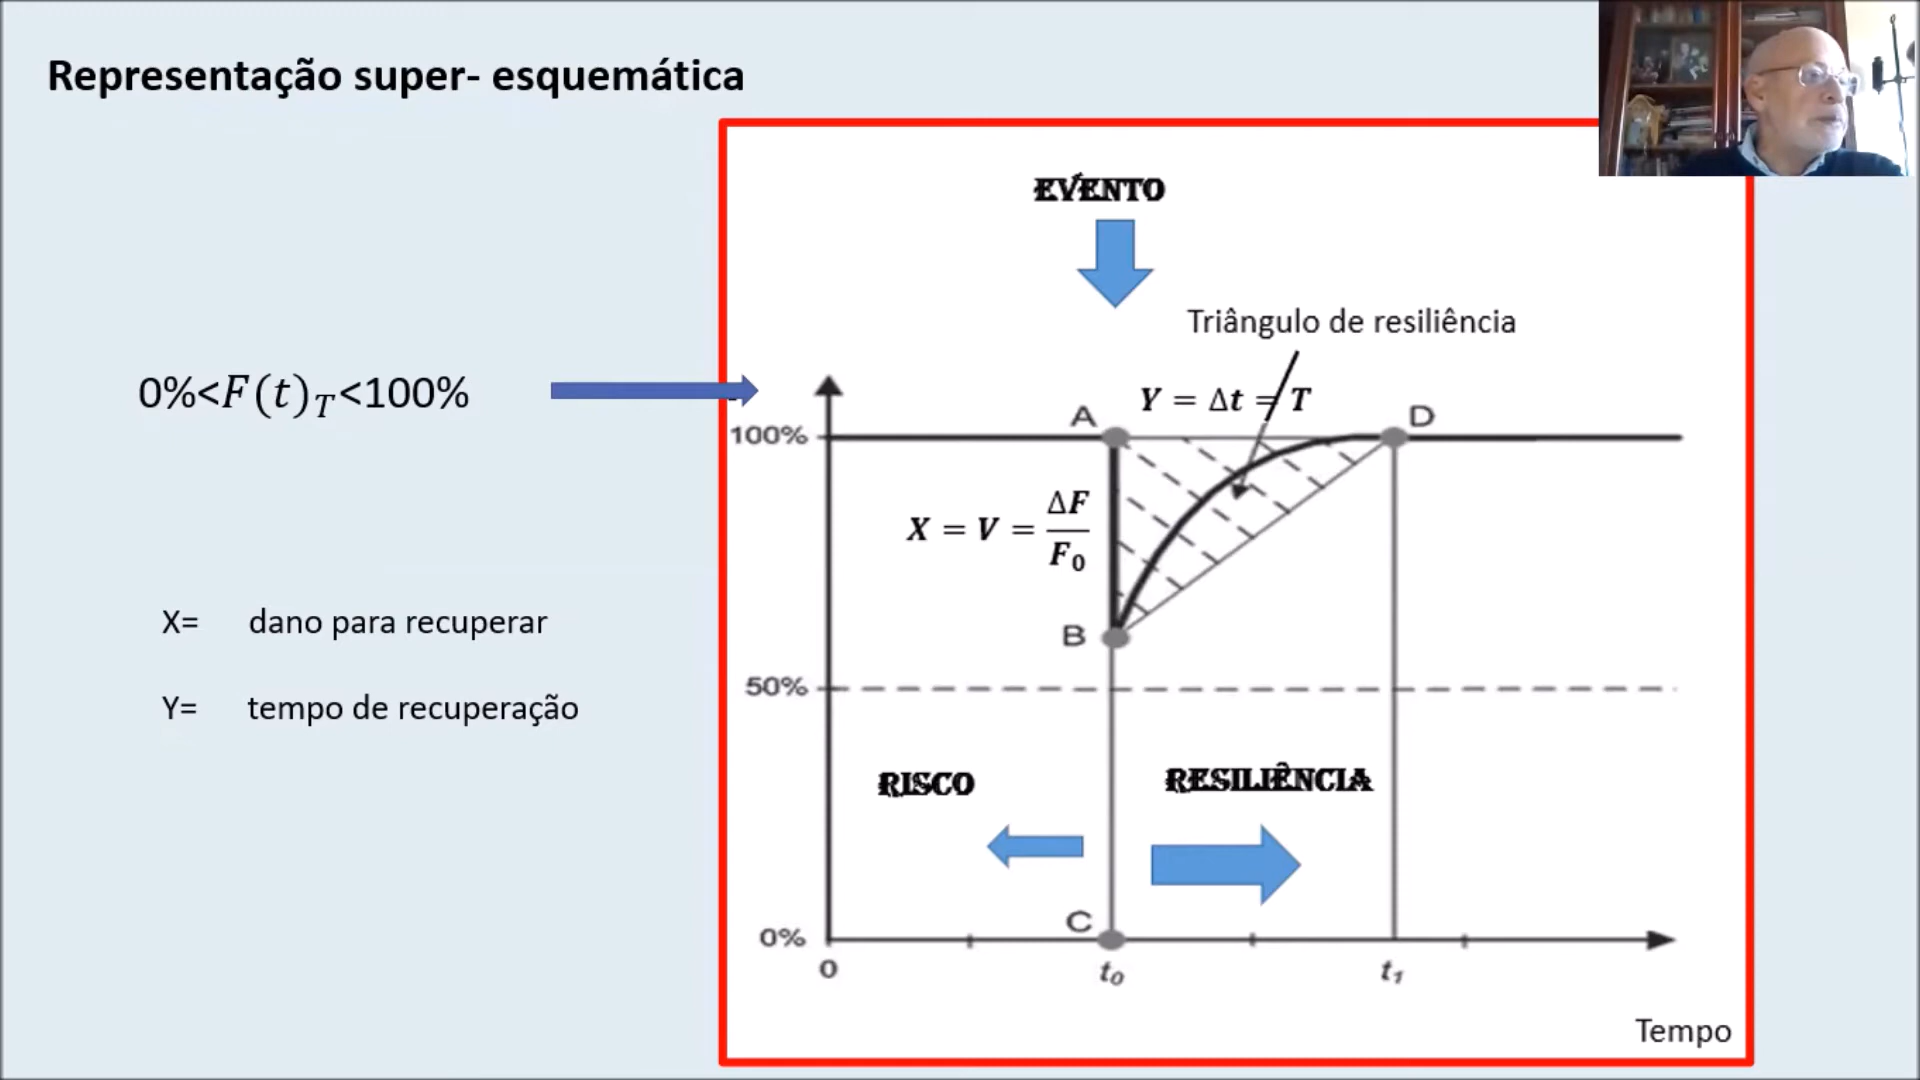 Representação super- esquemática
EVENTO
Triângulo de resiliência
0%<F(t)_T<100%
Y = Δt = T
A
D
100%
X = V = ΔF/F₀
B
X= dano para recuperar
50%
Y= tempo de recuperação
RISCO
RESILIÊNCIA
C
0%
0
t₀
t₁
Tempo